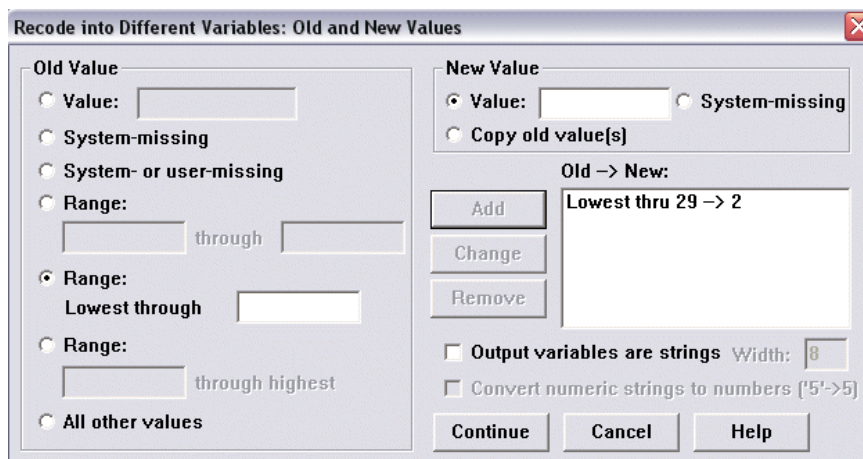 Recode into Different Variables: Old and New Values
Old Value
Value:
System-missing
System- or user-missing
Range:
through
Range:
Lowest through
Range:
through highest
All other values
New Value
Value:
System-missing
Copy old value(s)
Old --> New:
Add
Change
Remove
Lowest thru 29 --> 2
Output variables are strings Width: 8
Convert numeric strings to numbers ('5'->5)
Continue
Cancel
Help